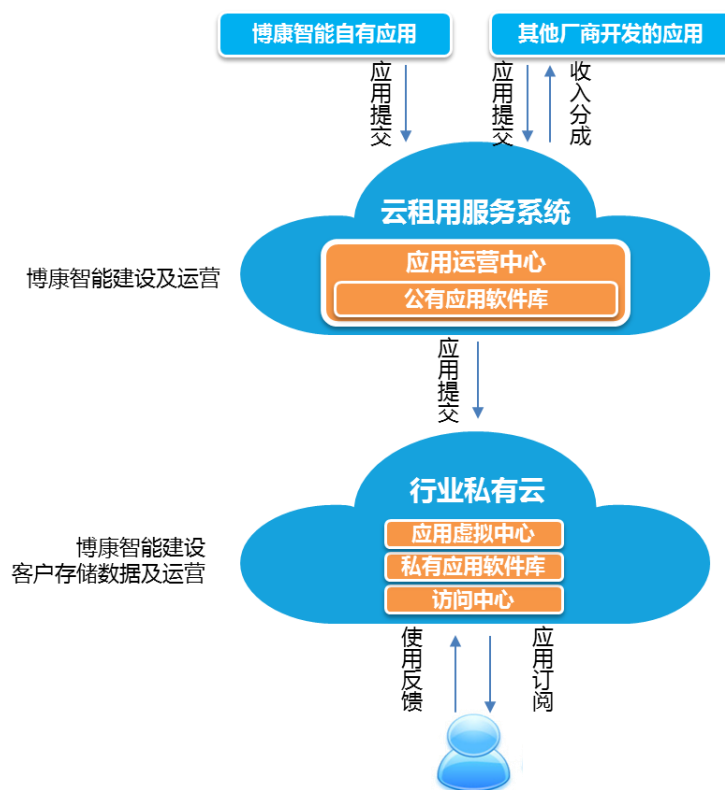 博康智能自有应用
其他厂商开发的应用
应用提交
应用提交
收入分成
云租用服务系统
应用运营中心
公有应用软件库
博康智能建设及运营
应用提交
行业私有云
应用虚拟中心
私有应用软件库
访问中心
博康智能建设
客户存储数据及运营
使用反馈
应用订阅